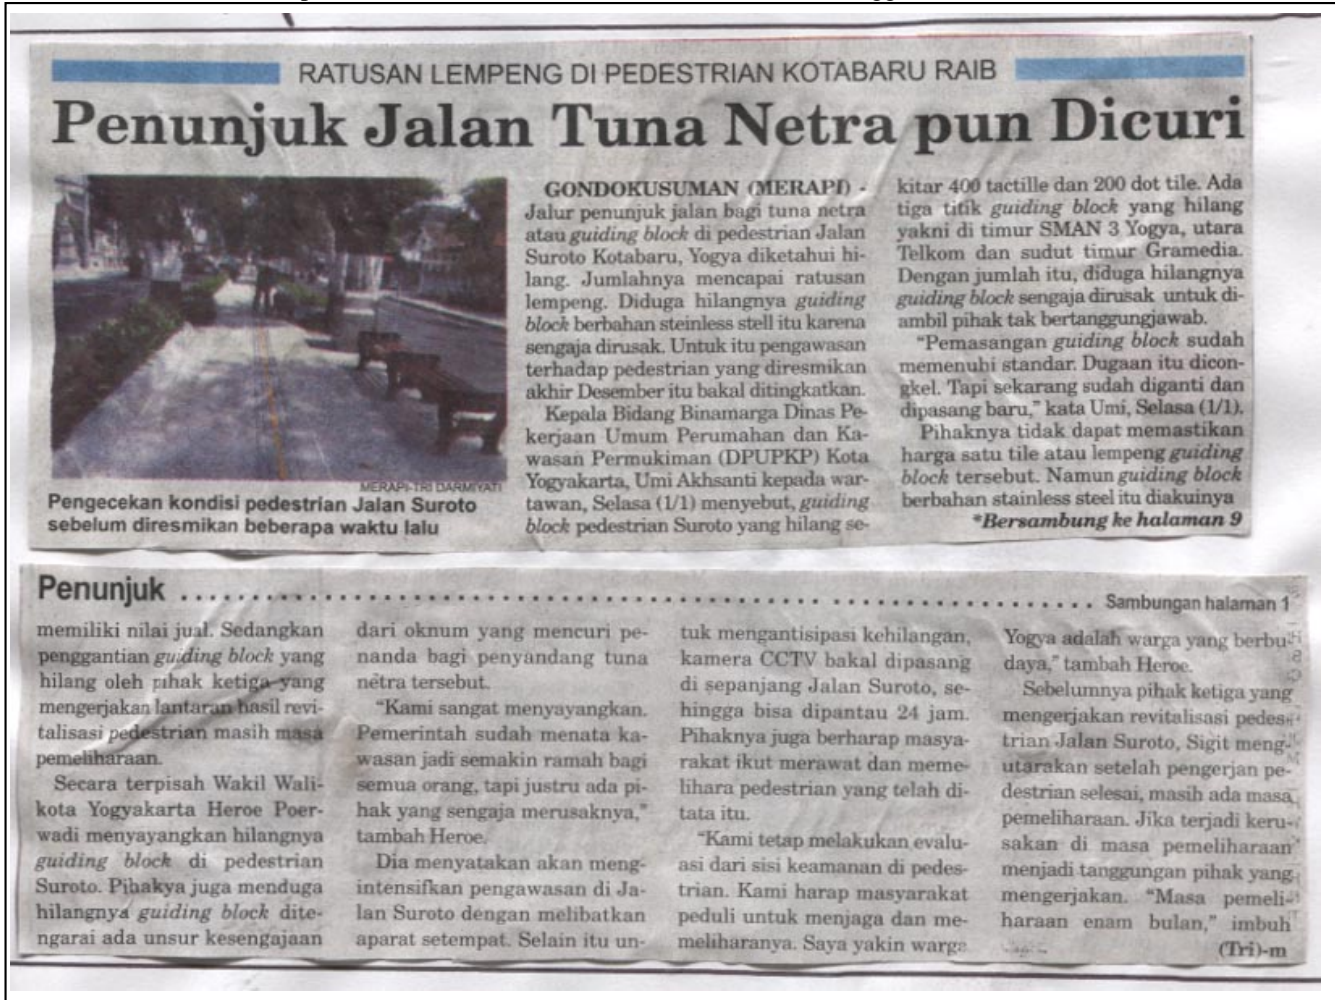 RATUSAN LEMPENG DI PEDESTRIAN KOTABARU RAIB
Penunjuk Jalan Tuna Netra pun Dicuri
MERAPI-TRI DARMIYATI
Pengecekan kondisi pedestrian Jalan Suroto
sebelum diresmikan beberapa waktu lalu
GONDOKUSUMAN (MERAPI) -
Jalur penunjuk jalan bagi tuna netra
atau guiding block di pedestrian Jalan
Suroto Kotabaru, Yogya diketahui hi-
lang. Jumlahnya mencapai ratusan
lempeng. Diduga hilangnya guiding
block berbahan steinless stell itu karena
sengaja dirusak. Untuk itu pengawasan
terhadap pedestrian yang diresmikan
akhir Desember itu bakal ditingkatkan.
Kepala Bidang Binamarga Dinas Pe-
kerjaan Umum Perumahan dan Ka-
wasan Permukiman (DPUPKP) Kota
Yogyakarta, Umi Akhsanti kepada war-
tawan, Selasa (1/1) menyebut, guiding
block pedestrian Suroto yang hilang se-
kitar 400 tactille dan 200 dot tile. Ada
tiga titik guiding block yang hilang
yakni di timur SMAN 3 Yogya, utara
Telkom dan sudut timur Gramedia.
Dengan jumlah itu, diduga hilangnya
guiding block sengaja dirusak untuk di-
ambil pihak tak bertanggungjawab.
"Pemasangan guiding block sudah
memenuhi standar. Dugaan itu dicon-
gkel. Tapi sekarang sudah diganti dan
dipasang baru," kata Umi, Selasa (1/1).
Pihaknya tidak dapat memastikan
harga satu tile atau lempeng guiding
block tersebut. Namun guiding block
berbahan stainless steel itu diakuinya
*Bersambung ke halaman 9
Penunjuk
Sambungan halaman 1
memiliki nilai jual. Sedangkan
penggantian guiding block yang
hilang oleh pihak ketiga yang
mengerjakan lantaran hasil revi-
talisasi pedestrian masih masa
pemeliharaan.
Secara terpisah Wakil Wali-
kota Yogyakarta Heroe Poer-
wadi menyayangkan hilangnya
guiding block di pedestrian
Suroto. Pihakya juga menduga
hilangnya guiding block dite-
ngarai ada unsur kesengajaan
dari oknum yang mencuri pe-
nanda bagi penyandang tuna
netra tersebut.
"Kami sangat menyayangkan.
Pemerintah sudah menata ka-
wasan jadi semakin ramah bagi
semua orang, tapi justru ada pi-
hak yang sengaja merusaknya,"
tambah Heroe.
Dia menyatakan akan meng-
intensifkan pengawasan di Ja-
lan Suroto dengan melibatkan
aparat setempat. Selain itu un-
tuk mengantisipasi kehilangan,
kamera CCTV bakal dipasang
di sepanjang Jalan Suroto, se-
hingga bisa dipantau 24 jam.
Pihaknya juga berharap masya-
rakat ikut merawat dan meme-
lihara pedestrian yang telah di-
tata itu.
"Kami tetap melakukan evalu-
asi dari sisi keamanan di pedes-
trian. Kami harap masyarakat
peduli untuk menjaga dan me-
meliharanya. Saya yakin warga
Yogya adalah warga yang berbu-
daya," tambah Heroe.
Sebelumnya pihak ketiga yang
mengerjakan revitalisasi pedes-
trian Jalan Suroto, Sigit meng-
utarakan setelah pengerjan pe-
destrian selesai, masih ada masa
pemeliharaan. Jika terjadi keru-
sakan di masa pemeliharaan
menjadi tanggungan pihak yang
mengerjakan. "Masa pemeli-
haraan enam bulan," imbuh
(Tri)-m